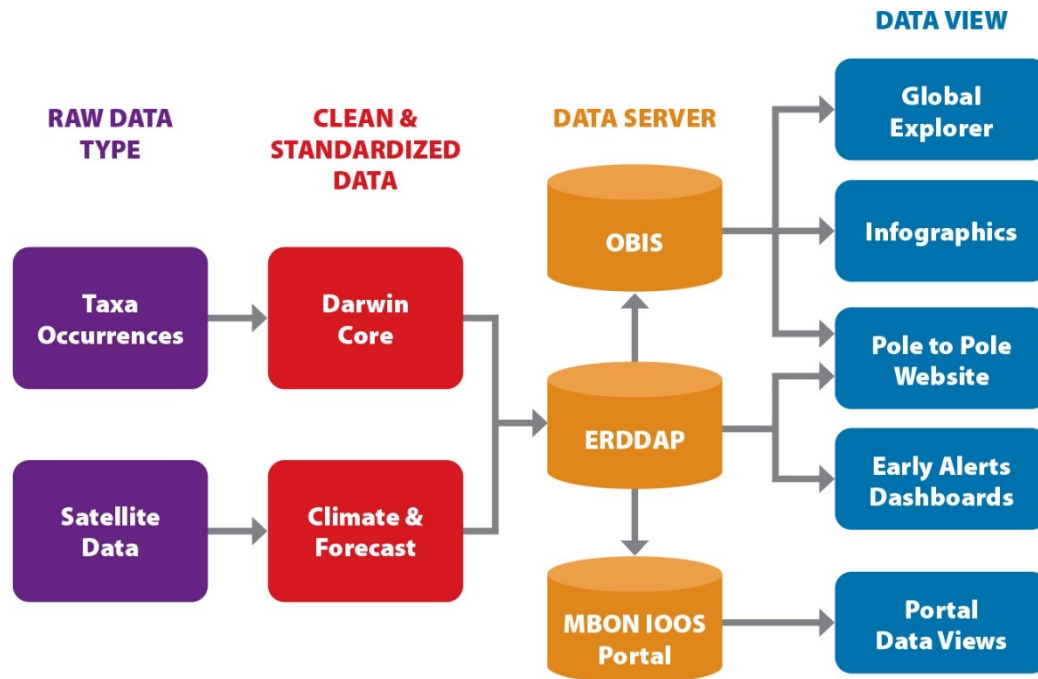 RAW DATA
TYPE
Taxa
Occurrences
Satellite
Data
CLEAN &
STANDARDIZED
DATA
Darwin
Core
Climate &
Forecast
DATA SERVER
OBIS
ERDDAP
MBON IOOS
Portal
DATA VIEW
Global
Explorer
Infographics
Pole to Pole
Website
Early Alerts
Dashboards
Portal
Data Views